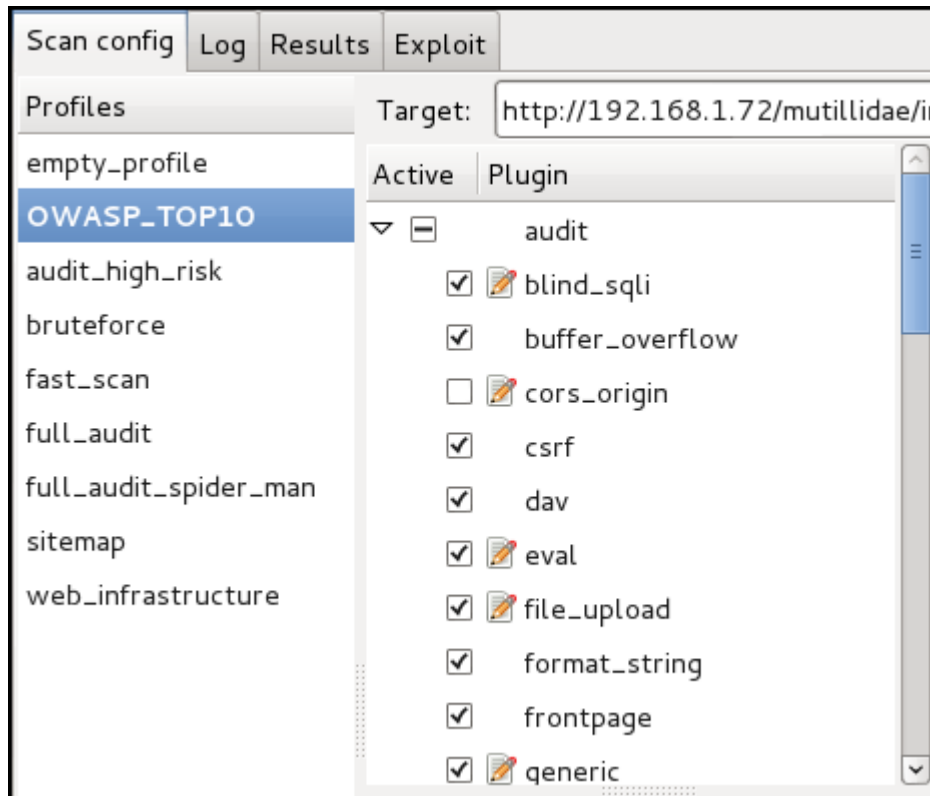 Scan config Log Results Exploit
Profiles
empty_profile
OWASP_TOP10
audit_high_risk
bruteforce
fast_scan
full_audit
full_audit_spider_man
sitemap
web_infrastructure
Target: http://192.168.1.72/mutillidae/i
Active Plugin
audit
blind_sqli
buffer_overflow
cors_origin
csrf
dav
eval
file_upload
format_string
frontpage
generic